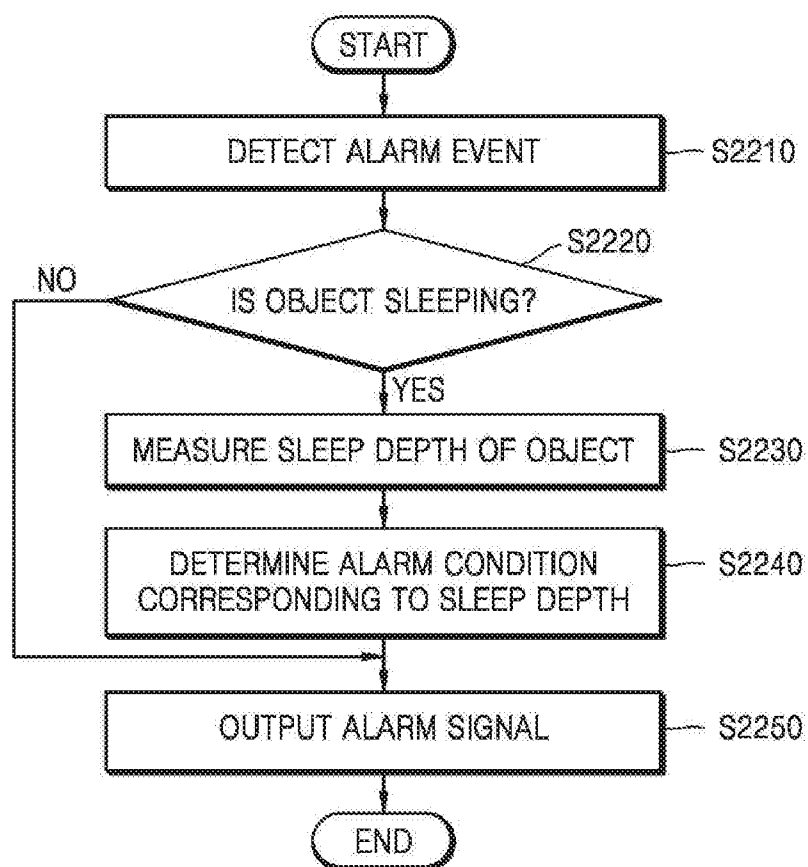 START
DETECT ALARM EVENT
S2210
S2220
NO
IS OBJECT SLEEPING?
YES
MEASURE SLEEP DEPTH OF OBJECT
S2230
DETERMINE ALARM CONDITION
CORRESPONDING TO SLEEP DEPTH
S2240
OUTPUT ALARM SIGNAL
S2250
END